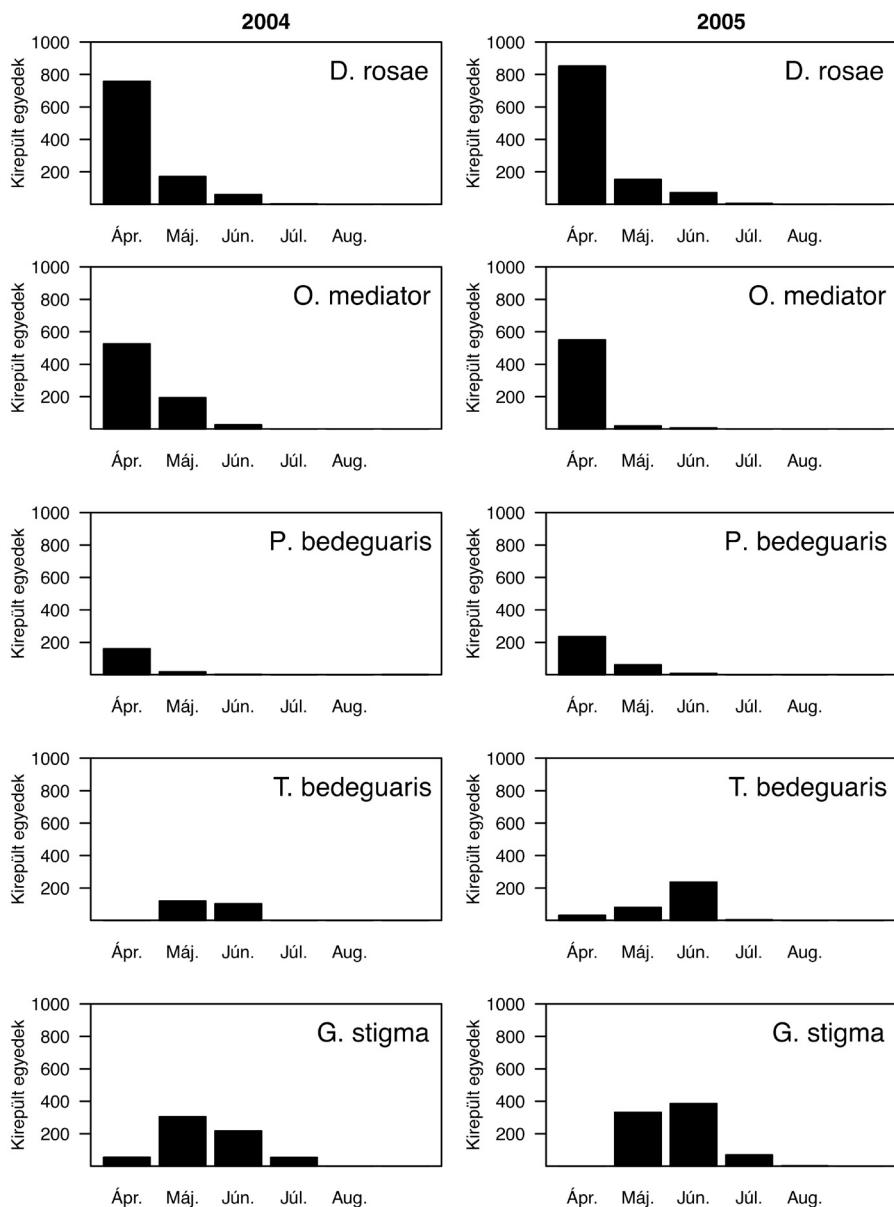 2004
Kirepült egyedek
1000
800
600
400
200
D. rosae
Ápr. Máj. Jún. Júl. Aug.
2005
Kirepült egyedek
1000
800
600
400
200
D. rosae
Ápr. Máj. Jún. Júl. Aug.
Kirepült egyedek
1000
800
600
400
200
O. mediator
Ápr. Máj. Jún. Júl. Aug.
Kirepült egyedek
1000
800
600
400
200
O. mediator
Ápr. Máj. Jún. Júl. Aug.
Kirepült egyedek
1000
800
600
400
200
P. bedeguaris
Ápr. Máj. Jún. Júl. Aug.
Kirepült egyedek
1000
800
600
400
200
P. bedeguaris
Ápr. Máj. Jún. Júl. Aug.
Kirepült egyedek
1000
800
600
400
200
T. bedeguaris
Ápr. Máj. Jún. Júl. Aug.
Kirepült egyedek
1000
800
600
400
200
T. bedeguaris
Ápr. Máj. Jún. Júl. Aug.
Kirepült egyedek
1000
800
600
400
200
G. stigma
Ápr. Máj. Jún. Júl. Aug.
Kirepült egyedek
1000
800
600
400
200
G. stigma
Ápr. Máj. Jún. Júl. Aug.